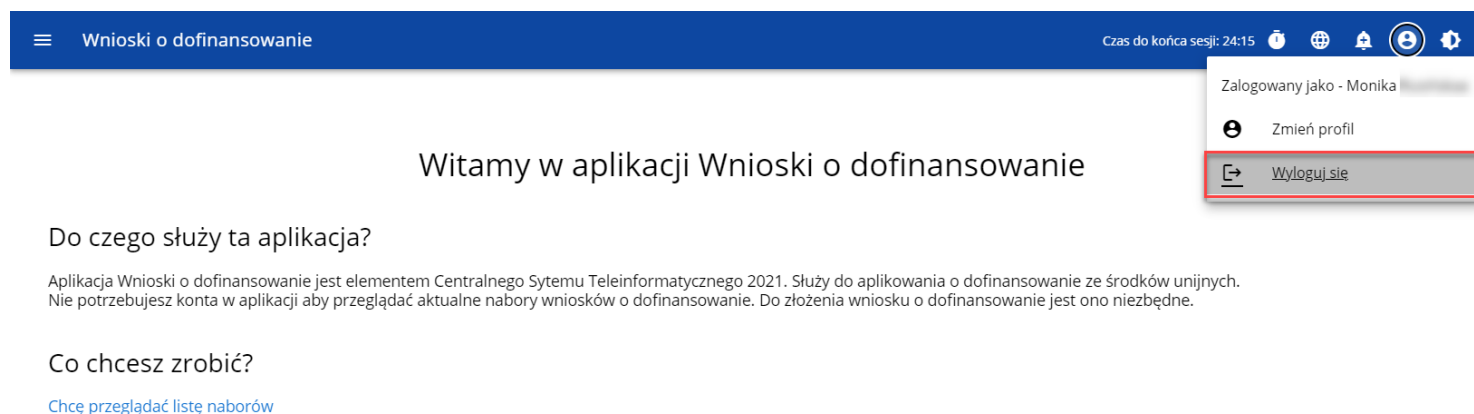 Wnioski o dofinansowanie
Czas do końca sesji: 24:15
Zalogowany jako - Monika
Zmień profil
Wyloguj się
Witamy w aplikacji Wnioski o dofinansowanie
Do czego służy ta aplikacja?
Aplikacja Wnioski o dofinansowanie jest elementem Centralnego Sytemu Teleinformatycznego 2021. Służy do aplikowania o dofinansowanie ze środków unijnych.
Nie potrzebujesz konta w aplikacji aby przeglądać aktualne nabory wniosków o dofinansowanie. Do złożenia wniosku o dofinansowanie jest ono niezbędne.
Co chcesz zrobić?
Chcę przeglądać listę naborów